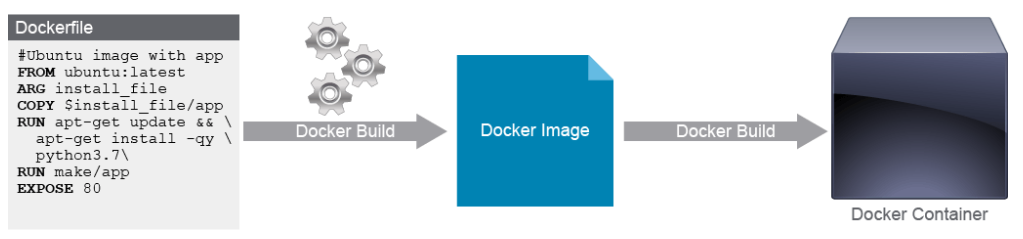 Dockerfile
#Ubuntu image with app
FROM ubuntu:latest
ARG install_file
COPY $install_file/app
RUN apt-get update && \
apt-get install -qy \
python3.7\
RUN make/app
EXPOSE 80
Docker Build
Docker Image
Docker Build
Docker Container